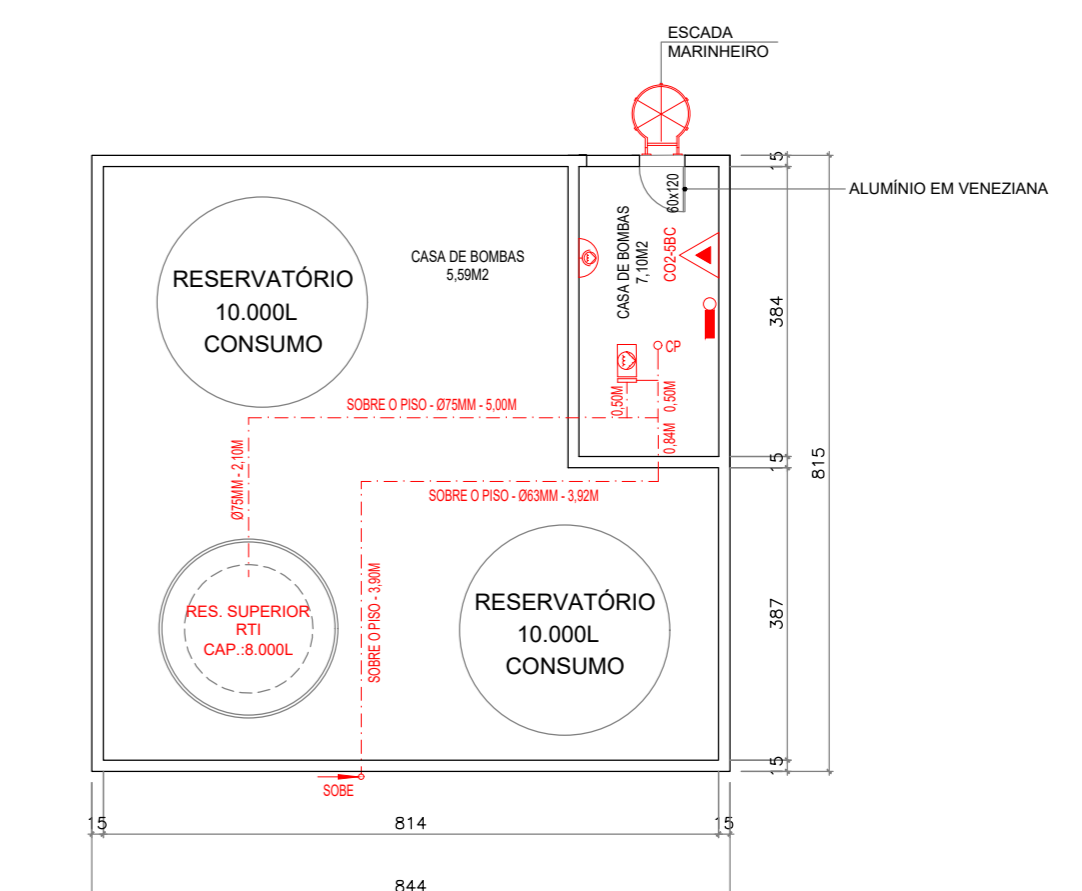 ESCADA
MARINHEIRO
15
60x120
ALUMÍNIO EM VENEZIANA
CASA DE BOMBAS
7,10M2
CO2-5BC
CASA DE BOMBAS
5,59M2
RESERVATÓRIO
10.000L
CONSUMO
384
CP
0,50M
0,50M
SOBRE O PISO - Ø75MM - 5,00M
0,84M
Ø75MM - 2,10M
15
815
SOBRE O PISO - Ø63MM - 3,92M
SOBRE O PISO - 3,90M
RES. SUPERIOR
RTI
CAP.:8.000L
RESERVATÓRIO
10.000L
CONSUMO
387
15
SOBE
15
814
15
844